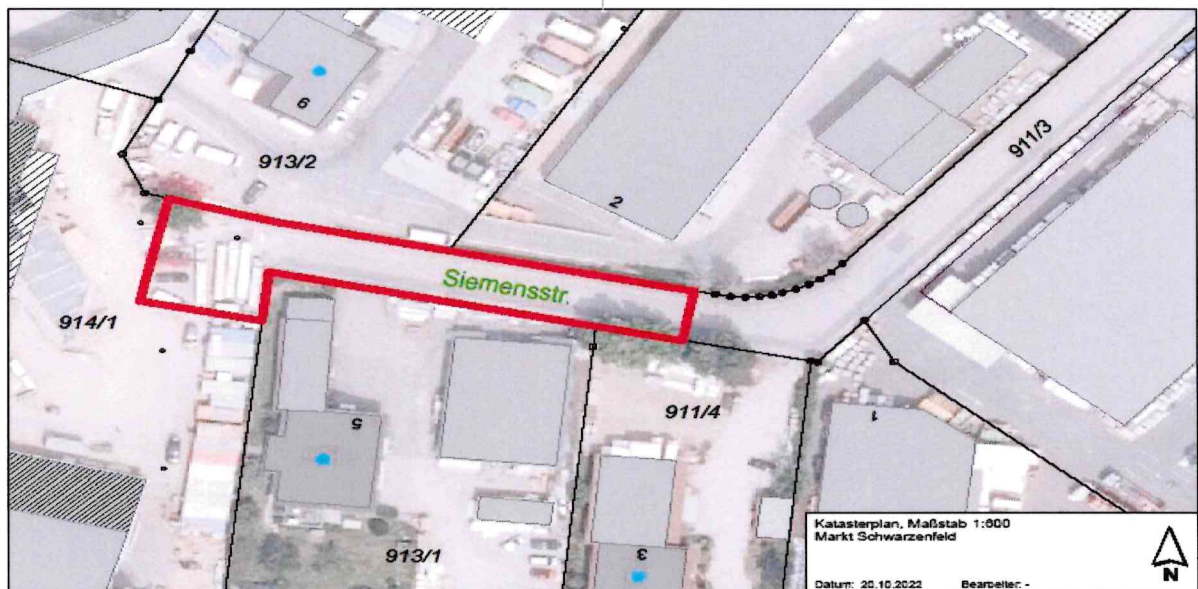 6
913/2
911/3
2
Siemensstr.
914/1
5
911/4
1
913/1
3
Katasterplan, Maßstab 1:600
Markt Schwarzenfeld
N
Datum: 20.10.2022 Bearbeiter: -